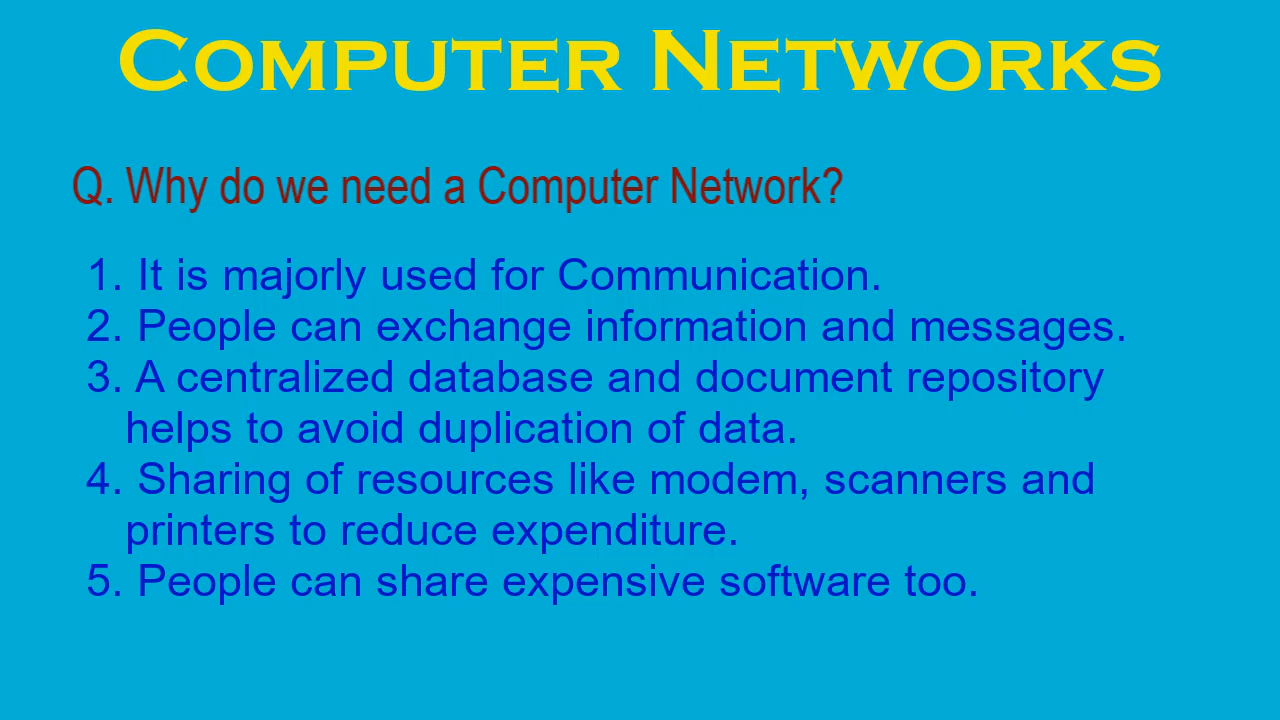 Computer Networks
Q. Why do we need a Computer Network?
1. It is majorly used for Communication.
2. People can exchange information and messages.
3. A centralized database and document repository
helps to avoid duplication of data.
4. Sharing of resources like modem, scanners and
printers to reduce expenditure.
5. People can share expensive software too.